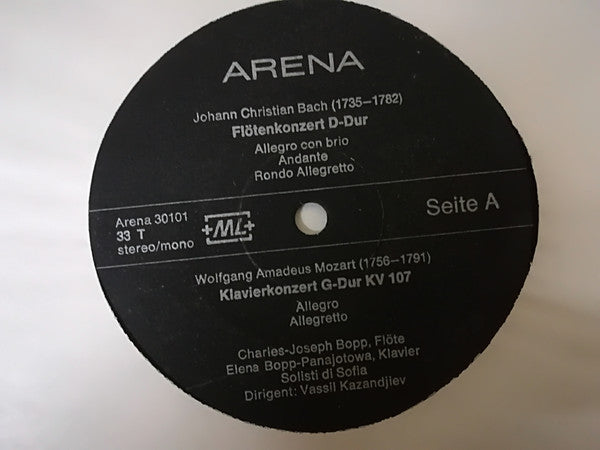 ARENA
Johann Christian Bach (1735—1782)
Flötenkonzert D-Dur
Allegro con brio
Andante
Rondo Allegretto
Arena 30101
33 T
stereo/mono
+ML+
Seite A
Wolfgang Amadeus Mozart (1756—1791)
Klavierkonzert G-Dur KV 107
Allegro
Allegretto
Charles-Joseph Bopp, Flöte
Elena Bopp-Panajotowa, Klavier
Solisti di Sofia
Dirigent: Vassil Kazandjiev